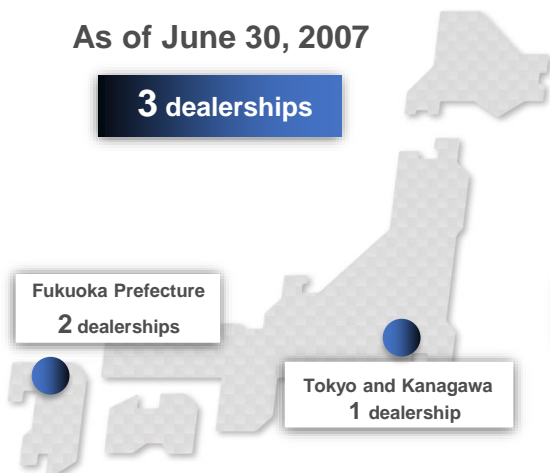 As of June 30, 2007
3 dealerships
Fukuoka Prefecture
2 dealerships
Tokyo and Kanagawa
1 dealership